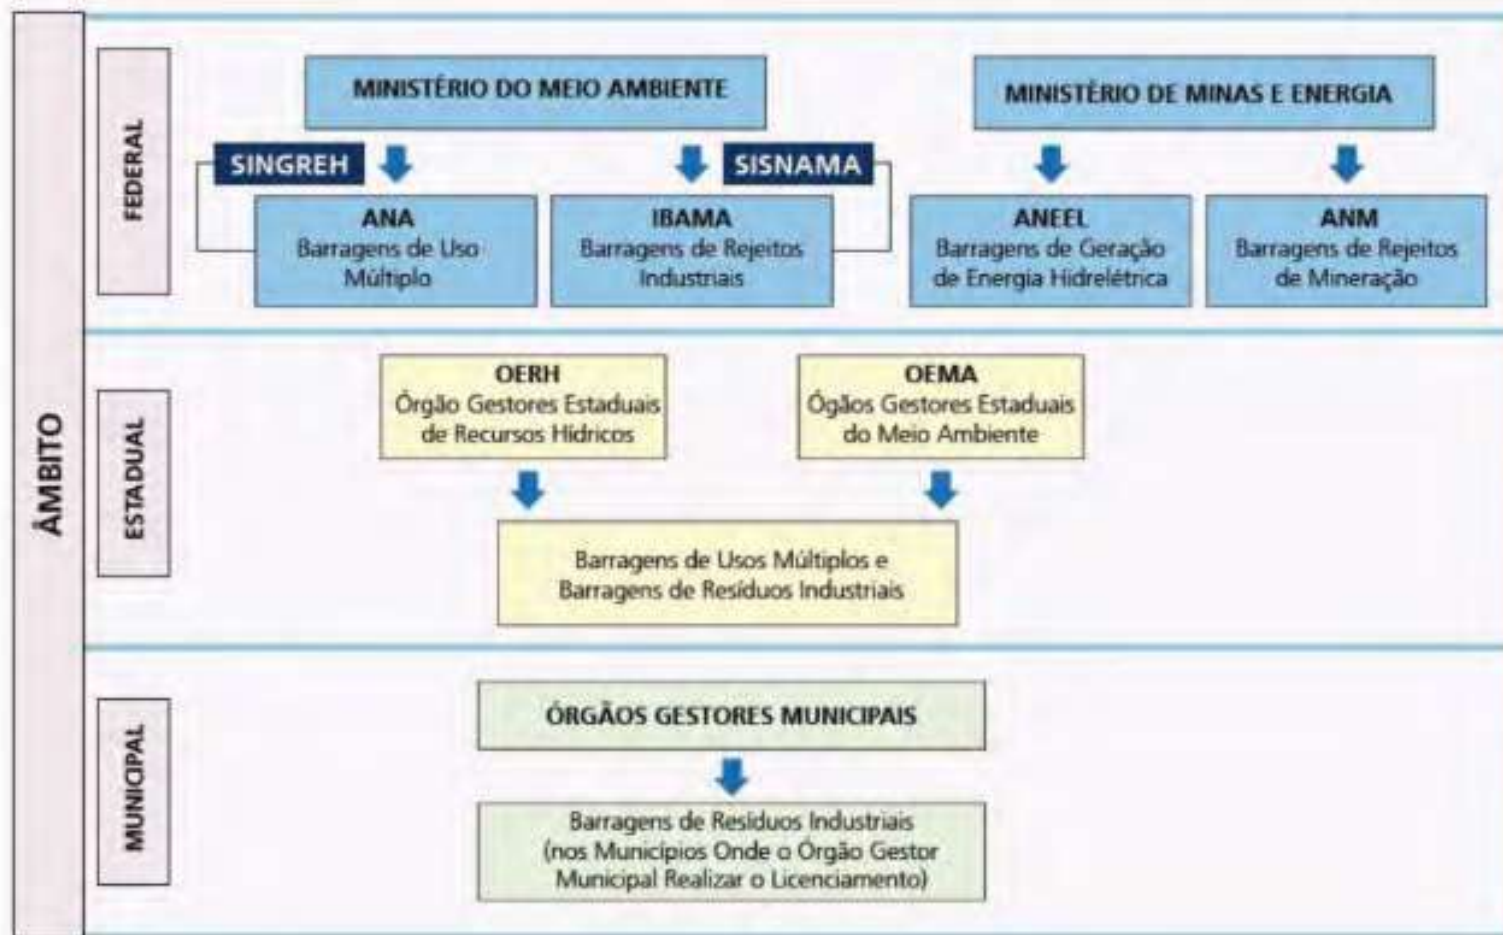 ÂMBITO
FEDERAL
MINISTÉRIO DO MEIO AMBIENTE
MINISTÉRIO DE MINAS E ENERGIA
SINGREH
SISNAMA
ANA
Barragens de Uso
Múltiplo
IBAMA
Barragens de Rejeitos
Industriais
ANEEL
Barragens de Geração
de Energia Hidrelétrica
ANM
Barragens de Rejeitos
de Mineração
ESTADUAL
OERH
Órgão Gestores Estaduais
de Recursos Hídricos
OEMA
Ógãos Gestores Estaduais
do Meio Ambiente
Barragens de Usos Múltiplos e
Barragens de Resíduos Industriais
MUNICIPAL
ÓRGÃOS GESTORES MUNICIPAIS
Barragens de Resíduos Industriais
(nos Municípios Onde o Órgão Gestor
Municipal Realizar o Licenciamento)